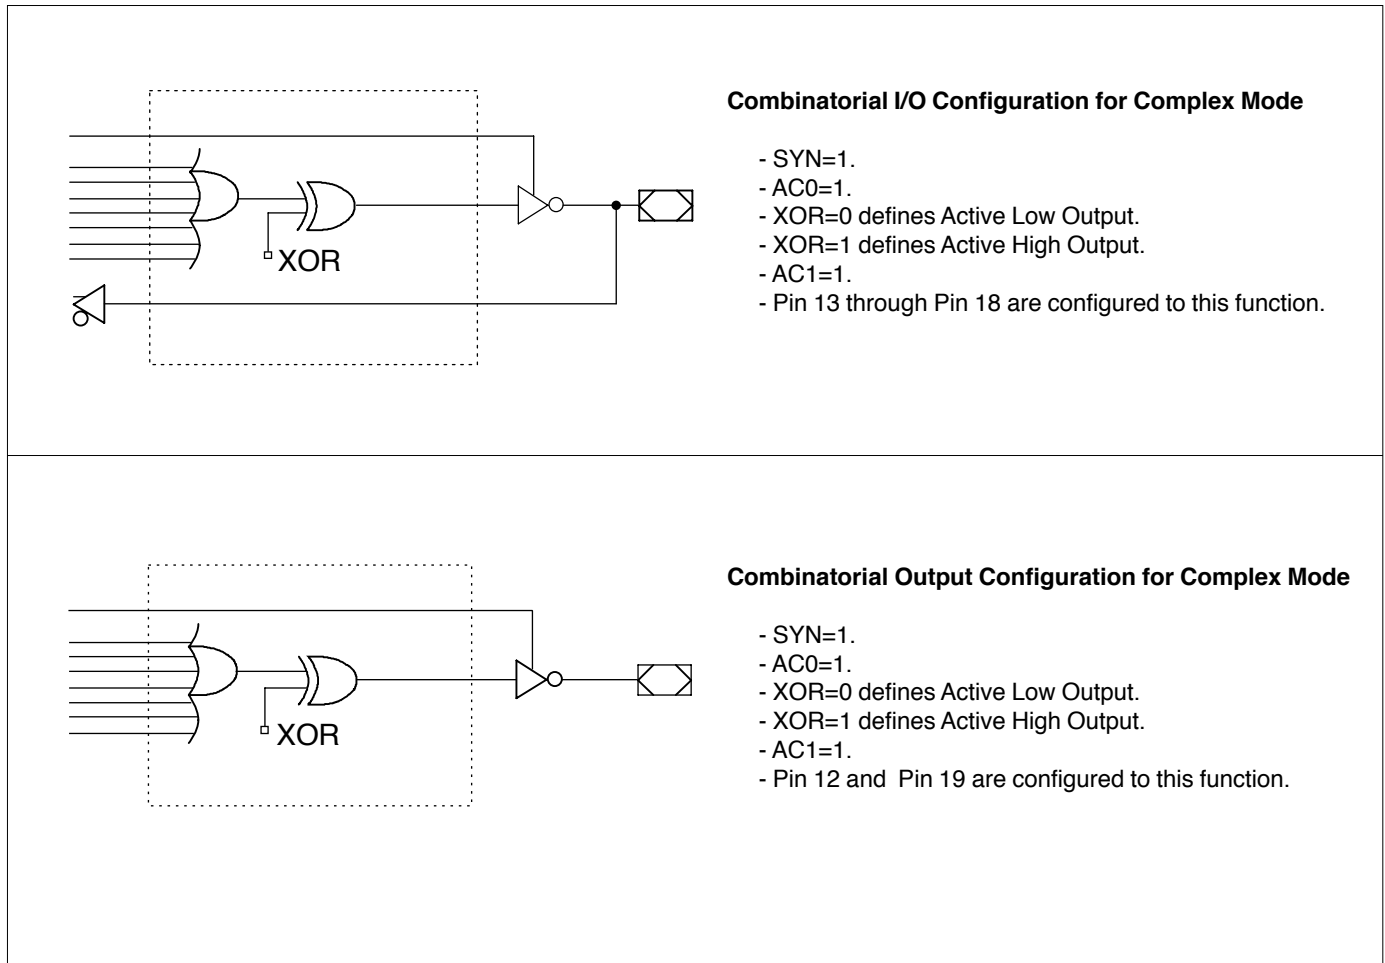 Combinatorial I/O Configuration for Complex Mode
- SYN=1.
- AC0=1.
- XOR=0 defines Active Low Output.
- XOR=1 defines Active High Output.
- AC1=1.
- Pin 13 through Pin 18 are configured to this function.
XOR
Combinatorial Output Configuration for Complex Mode
- SYN=1.
- AC0=1.
- XOR=0 defines Active Low Output.
- XOR=1 defines Active High Output.
- AC1=1.
- Pin 12 and  Pin 19 are configured to this function.
XOR